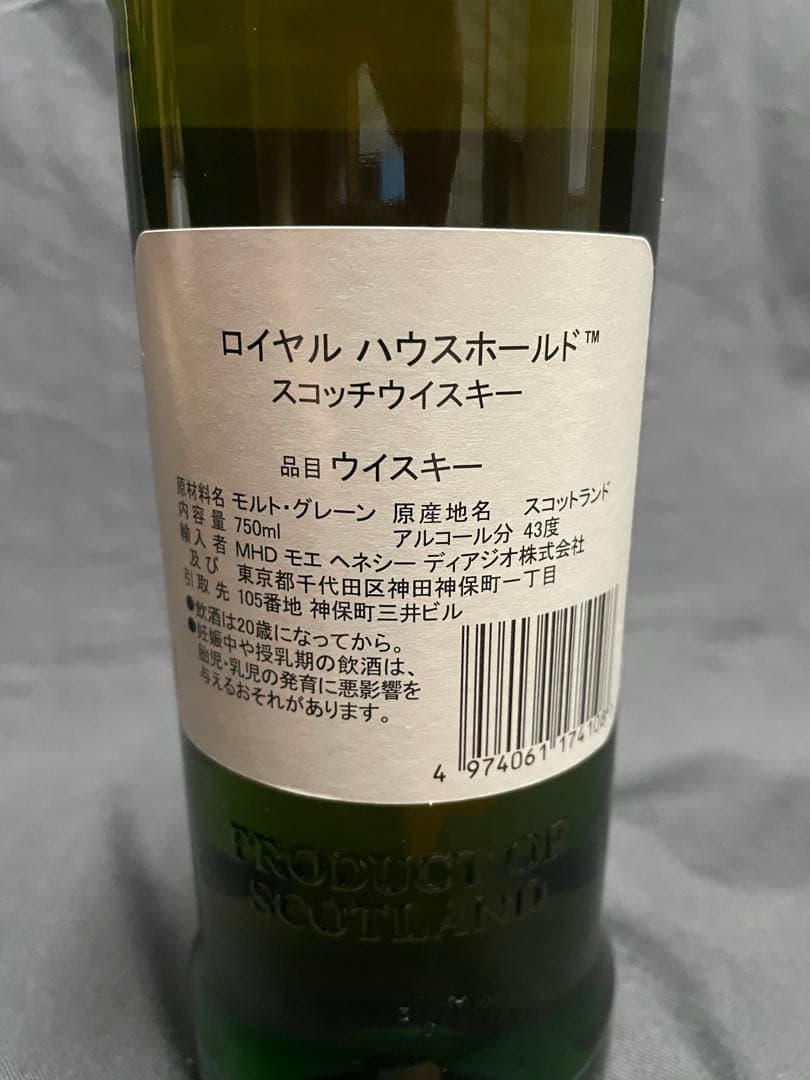 ロイヤル ハウスホールド™
スコッチウイスキー
品目 ウイスキー
原材料名 モルト・グレーン 原産地名 スコットランド
内容量 750ml アルコール分 43度
輸入者 MHD モエ ヘネシー ディアジオ株式会社
及び 東京都千代田区神田神保町一丁目
引取先 105番地 神保町三井ビル
●飲酒は20歳になってから。
●妊娠中や授乳期の飲酒は、
胎児・乳児の発育に悪影響を
与えるおそれがあります。
4 974061 174108
PRODUCT OF
SCOTLAND